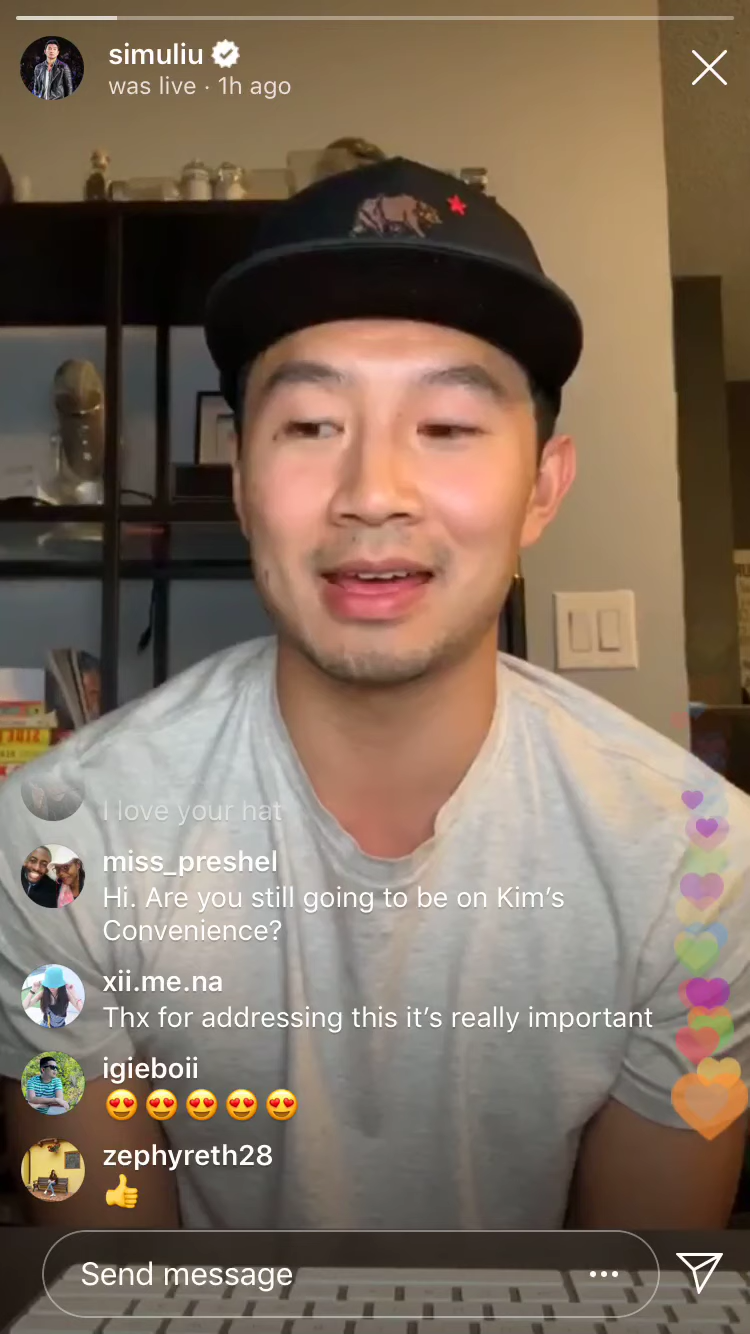 simuliu
was live · 1h ago
I love your hat
miss_preshel
Hi. Are you still going to be on Kim’s
Convenience?
xii.me.na
Thx for addressing this it’s really important
igieboii
😍😍😍😍😍
zephyreth28
👍
Send message